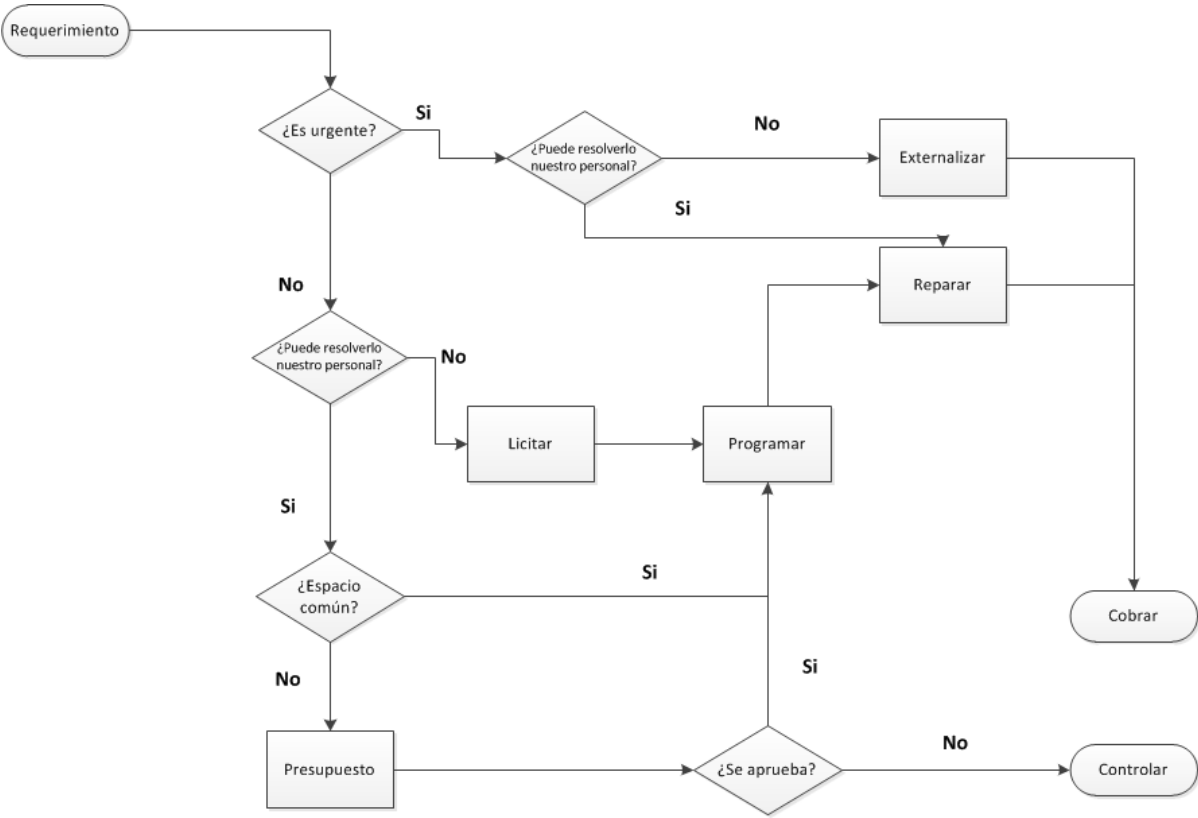 Requerimiento
¿Es urgente?
Si
¿Puede resolverlo
nuestro personal?
No
Externalizar
Si
Reparar
No
¿Puede resolverlo
nuestro personal?
No
Licitar
Programar
Si
¿Espacio
común?
Si
Cobrar
No
Si
Presupuesto
¿Se aprueba?
No
Controlar